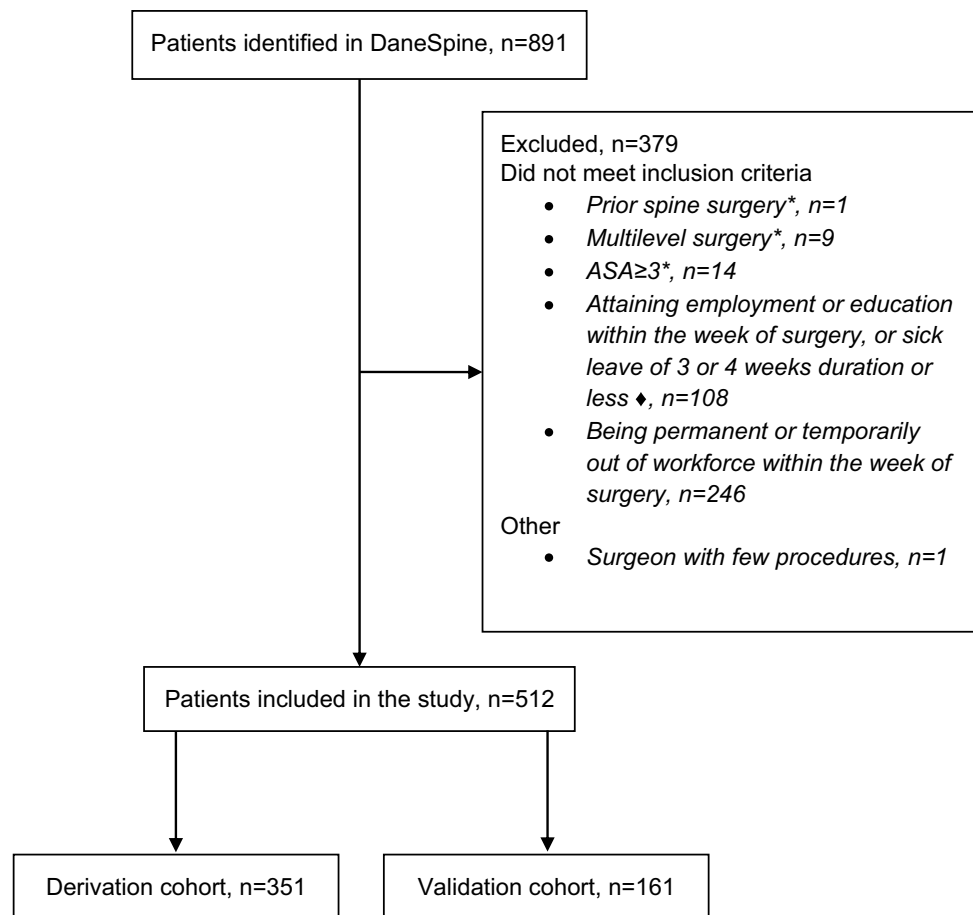 Patients identified in DaneSpine, n=891
Excluded, n=379
Did not meet inclusion criteria
• Prior spine surgery*, n=1
• Multilevel surgery*, n=9
• ASA≥3*, n=14
• Attaining employment or education
within the week of surgery, or sick
leave of 3 or 4 weeks duration or
less ♦, n=108
• Being permanent or temporarily
out of workforce within the week of
surgery, n=246
Other
• Surgeon with few procedures, n=1
Patients included in the study, n=512
Derivation cohort, n=351
Validation cohort, n=161